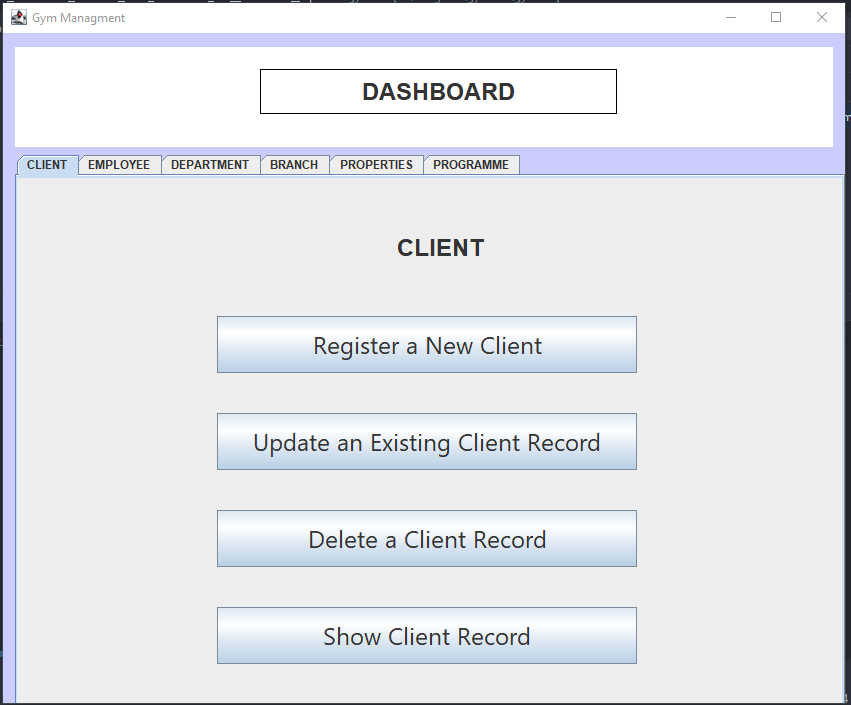 Gym Managment
DASHBOARD
CLIENT EMPLOYEE DEPARTMENT BRANCH PROPERTIES PROGRAMME
CLIENT
Register a New Client
Update an Existing Client Record
Delete a Client Record
Show Client Record